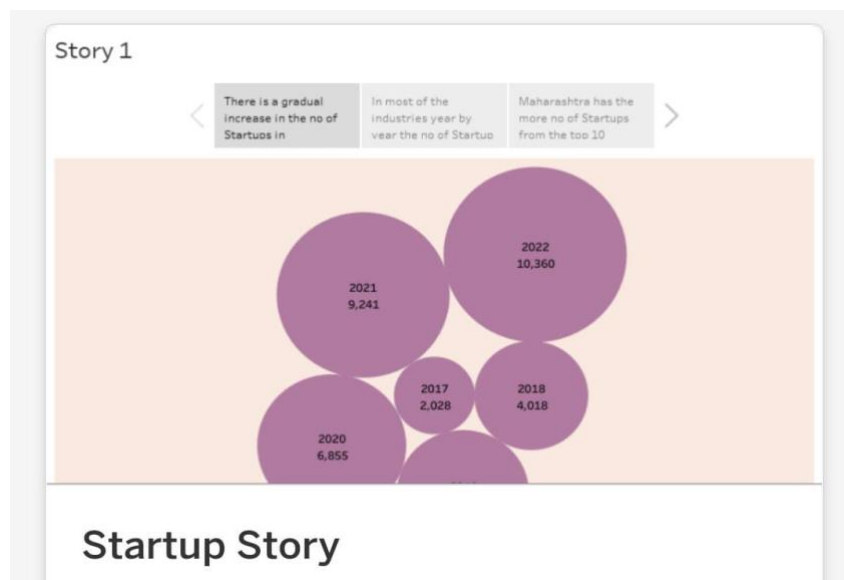 Story 1
There is a gradual
increase in the no of
Startups in
In most of the
industries year by
year the no of Startup
Maharashtra has the
more no of Startups
from the top 10
2022
10,360
2021
9,241
2017
2,028
2018
4,018
2020
6,855
Startup Story